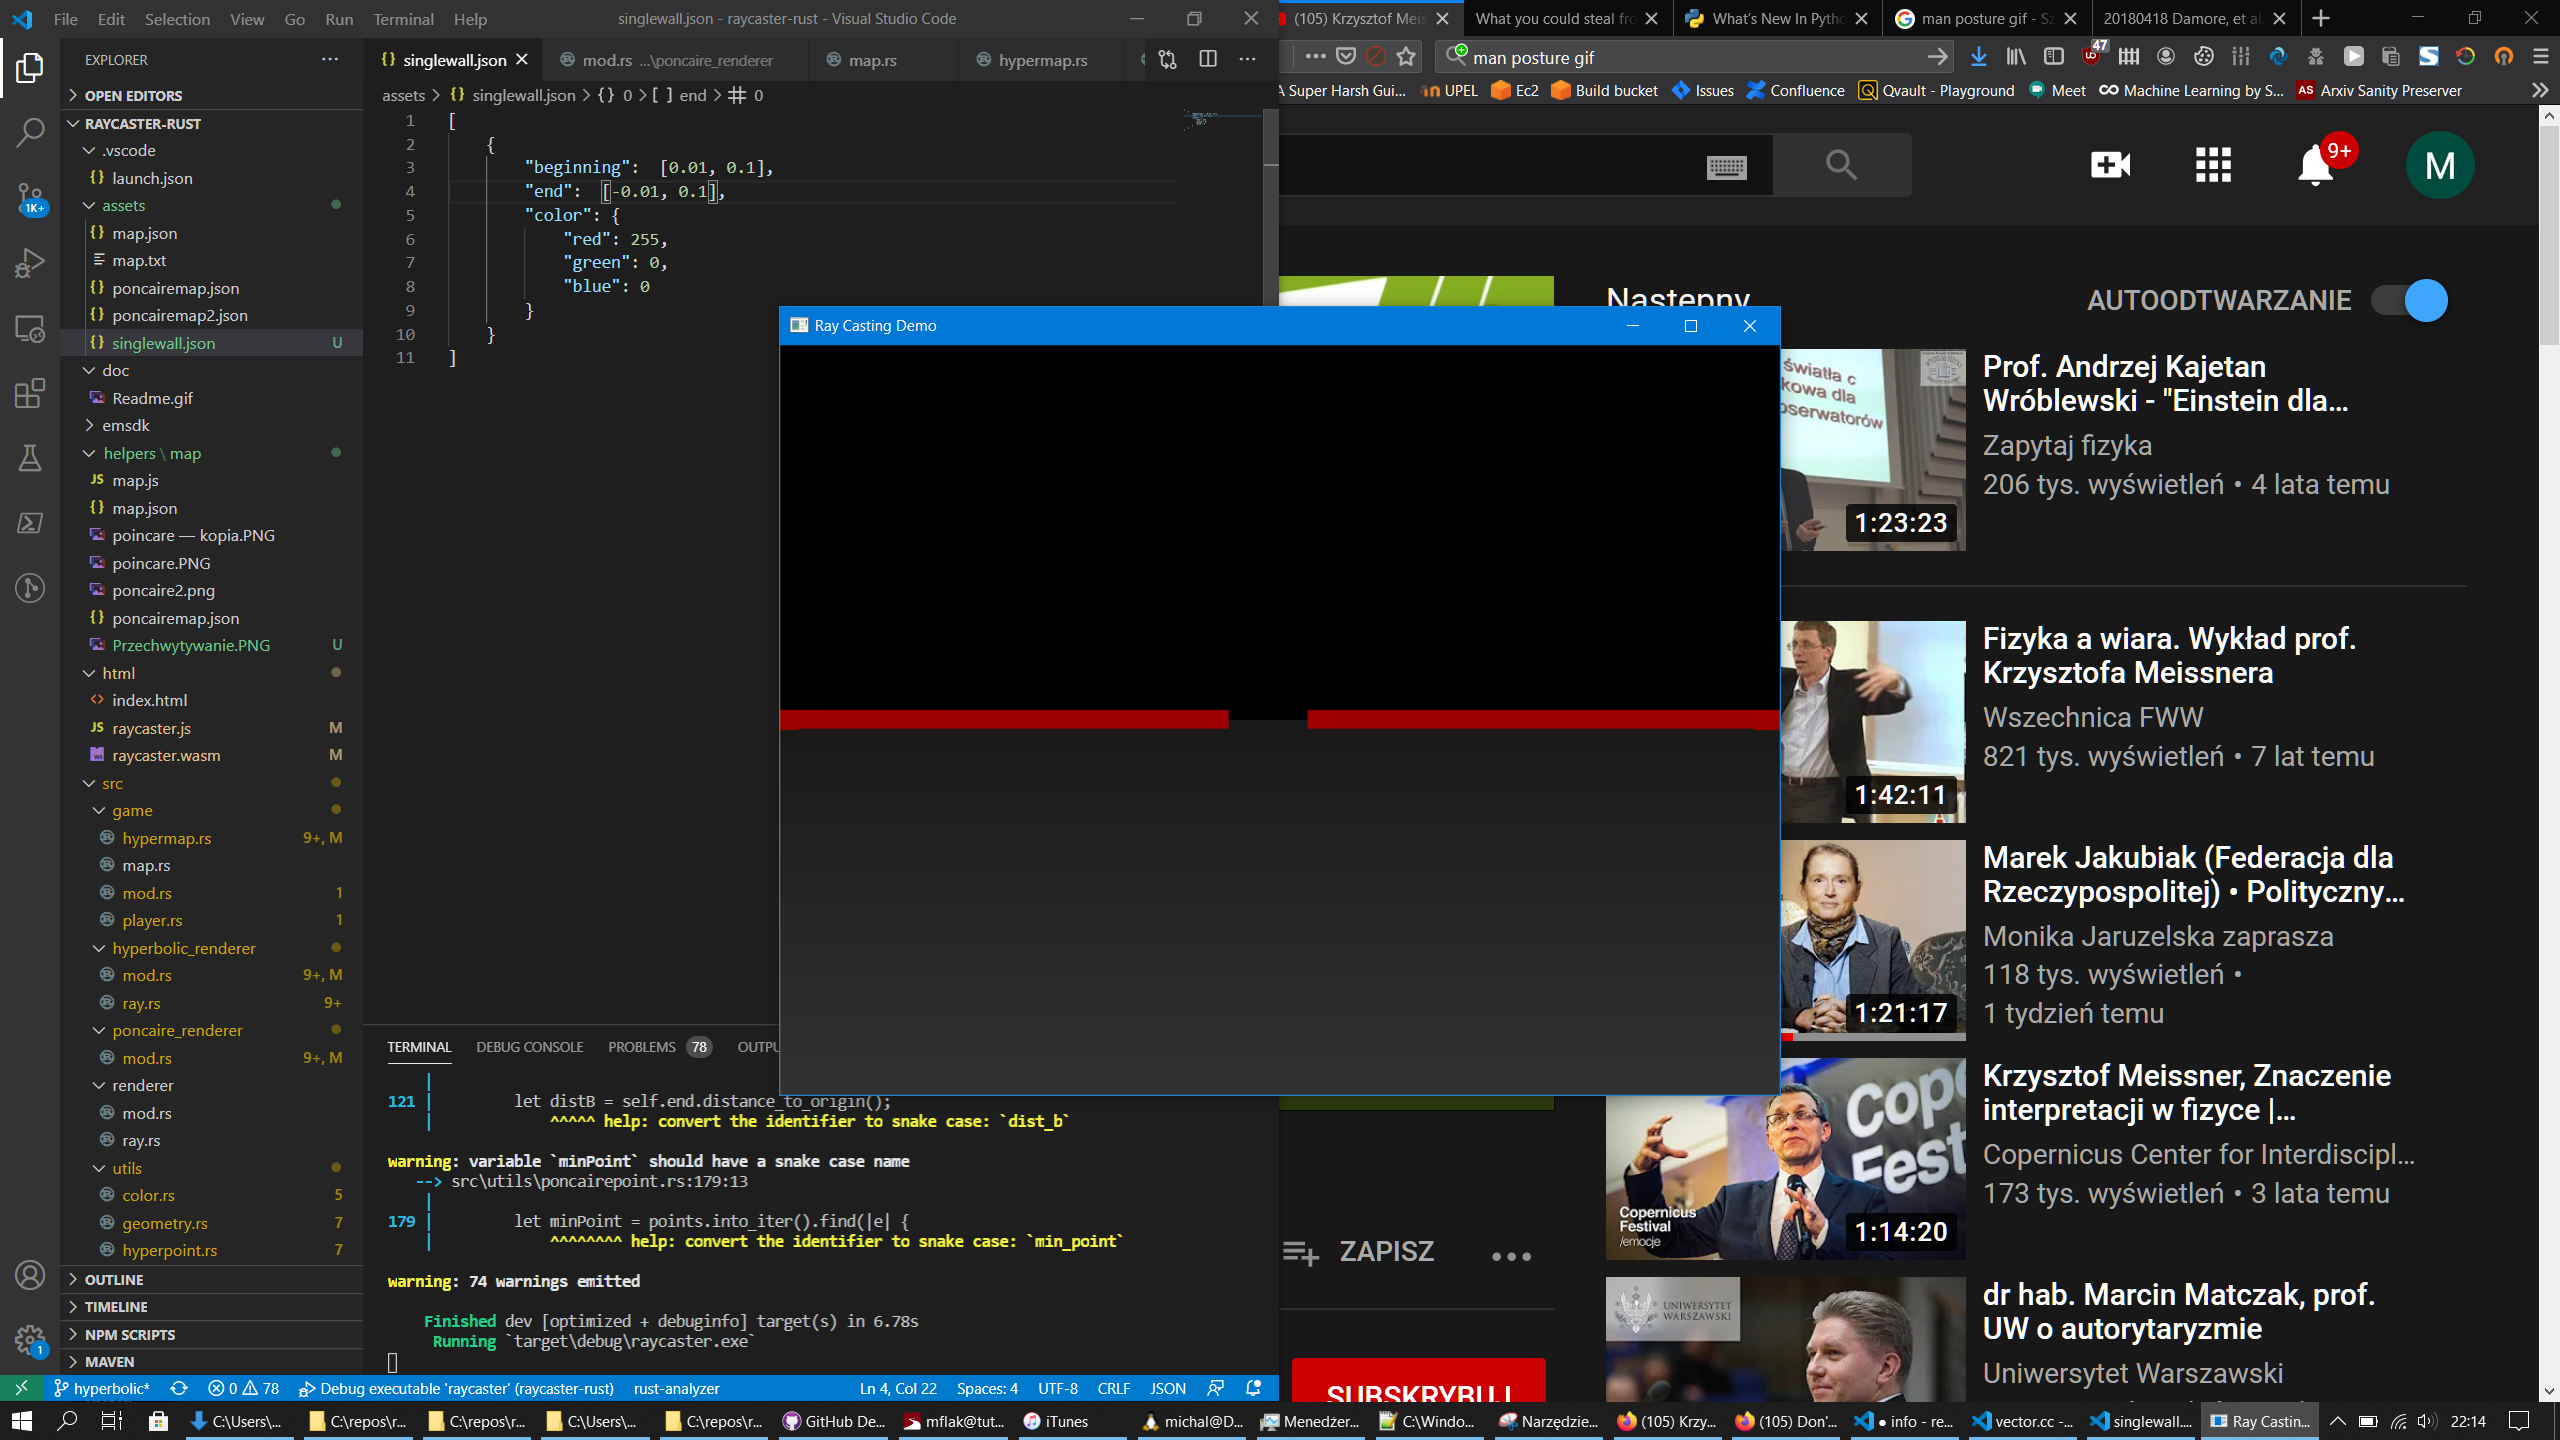 File Edit Selection View Go Run Terminal Help
singlewall.json - raycaster-rust - Visual Studio Code
EXPLORER
OPEN EDITORS
RAYCASTER-RUST
.vscode
launch.json
assets
map.json
map.txt
poncairemap.json
poncairemap2.json
singlewall.json U
doc
Readme.gif
emsdk
helpers \ map
map.js
map.json
poincare — kopia.PNG
poincare.PNG
poncaire2.png
poncairemap.json
Przechwytywanie.PNG U
html
index.html
raycaster.js M
raycaster.wasm M
src
game
hypermap.rs 9+, M
map.rs
mod.rs 1
player.rs 1
hyperbolic_renderer
mod.rs 9+, M
ray.rs 9+
poncaire_renderer
mod.rs 9+, M
renderer
mod.rs
ray.rs
utils
color.rs 5
geometry.rs 7
hyperpoint.rs 7
OUTLINE
TIMELINE
NPM SCRIPTS
MAVEN
1K+
1
singlewall.json
mod.rs ...\poncaire_renderer
map.rs
hypermap.rs
assets > {} singlewall.json > {} 0 > [ ] end > # 0
1 [
2 {
3 "beginning": [0.01, 0.1],
4 "end": [-0.01, 0.1],
5 "color": {
6 "red": 255,
7 "green": 0,
8 "blue": 0
9 }
10 }
11 ]
Ray Casting Demo
TERMINAL DEBUG CONSOLE PROBLEMS 78 OUTPU
121 | let distB = self.end.distance_to_origin();
| ^^^^^ help: convert the identifier to snake case: `dist_b`
warning: variable `minPoint` should have a snake case name
--> src\utils\poncairepoint.rs:179:13
|
179 | let minPoint = points.into_iter().find(|e| {
| ^^^^^^^^ help: convert the identifier to snake case: `min_point`
warning: 74 warnings emitted
Finished dev [optimized + debuginfo] target(s) in 6.78s
Running `target\debug\raycaster.exe`
hyperbolic* 0 78 Debug executable 'raycaster' (raycaster-rust) rust-analyzer Ln 4, Col 22 Spaces: 4 UTF-8 CRLF JSON
(105) Krzysztof Meis
What you could steal fro
What's New In Pytho
man posture gif - Sz
20180418 Damore, et al
man posture gif
47
A Super Harsh Gui... UPEL Ec2 Build bucket Issues Confluence Qvault - Playground Meet Machine Learning by S... AS Arxiv Sanity Preserver
9+
M
Następny
AUTOODTWARZANIE
światła c
kowa dla
oserwatorów
1:23:23
Prof. Andrzej Kajetan
Wróblewski - "Einstein dla...
Zapytaj fizyka
206 tys. wyświetleń • 4 lata temu
1:42:11
Fizyka a wiara. Wykład prof.
Krzysztofa Meissnera
Wszechnica FWW
821 tys. wyświetleń • 7 lat temu
1:21:17
Marek Jakubiak (Federacja dla
Rzeczypospolitej) • Polityczny...
Monika Jaruzelska zaprasza
118 tys. wyświetleń •
1 tydzień temu
Cope
Fest
Copernicus
Festival
/emocje
1:14:20
Krzysztof Meissner, Znaczenie
interpretacji w fizyce |...
Copernicus Center for Interdiscipl...
173 tys. wyświetleń • 3 lata temu
UNIWERSYTET
WARSZAWSKI
dr hab. Marcin Matczak, prof.
UW o autorytaryzmie
Uniwersytet Warszawski
ZAPISZ
SUBSKRYBUJ
C:\Users\... C:\repos\r... C:\repos\r... C:\Users\... C:\repos\r... GitHub De... mflak@tut... iTunes michal@D... Menedżer... C:\Windo... Narzędzie... (105) Krzy... (105) Don'... ● info - re... vector.cc -... singlewall.... Ray Castin... 22:14